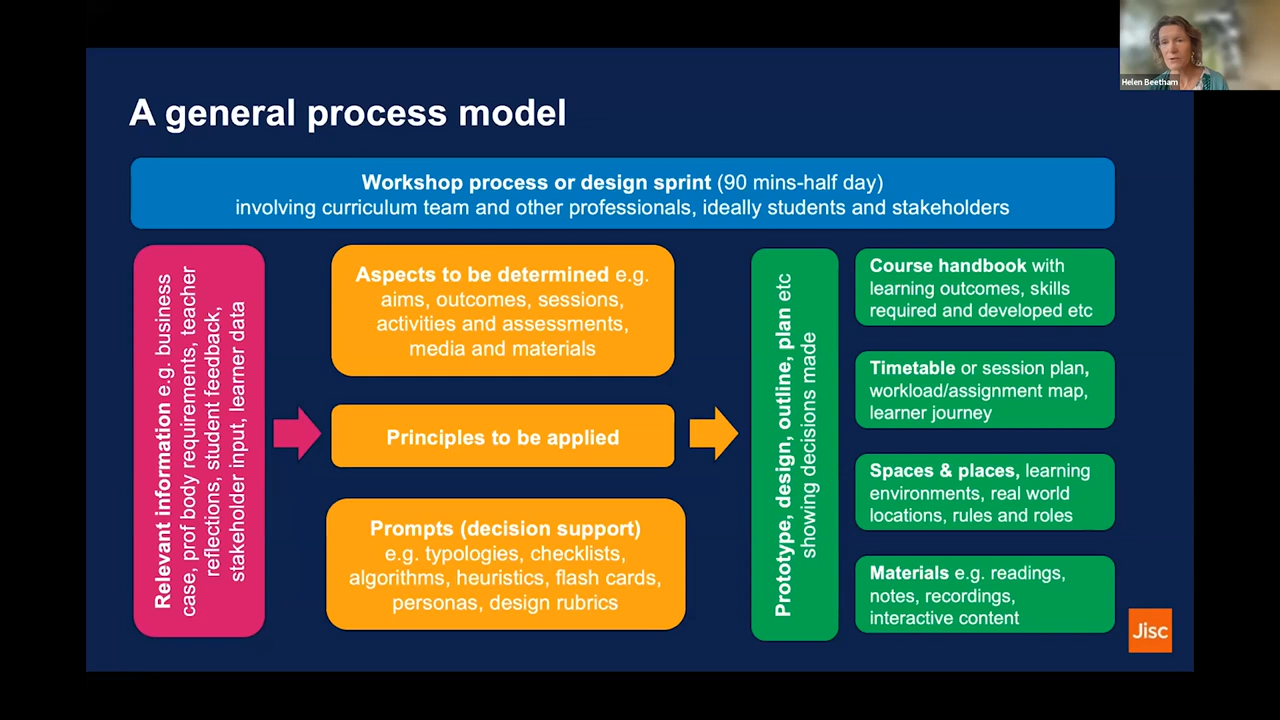 Helen Beetham
A general process model
Workshop process or design sprint (90 mins-half day)
involving curriculum team and other professionals, ideally students and stakeholders
Relevant information e.g. business
case, prof body requirements, teacher
reflections, student feedback,
stakeholder input, learner data
Aspects to be determined e.g.
aims, outcomes, sessions,
activities and assessments,
media and materials
Principles to be applied
Prompts (decision support)
e.g. typologies, checklists,
algorithms, heuristics, flash cards,
personas, design rubrics
Prototype, design, outline, plan etc
showing decisions made
Course handbook with
learning outcomes, skills
required and developed etc
Timetable or session plan,
workload/assignment map,
learner journey
Spaces & places, learning
environments, real world
locations, rules and roles
Materials e.g. readings,
notes, recordings,
interactive content
Jisc